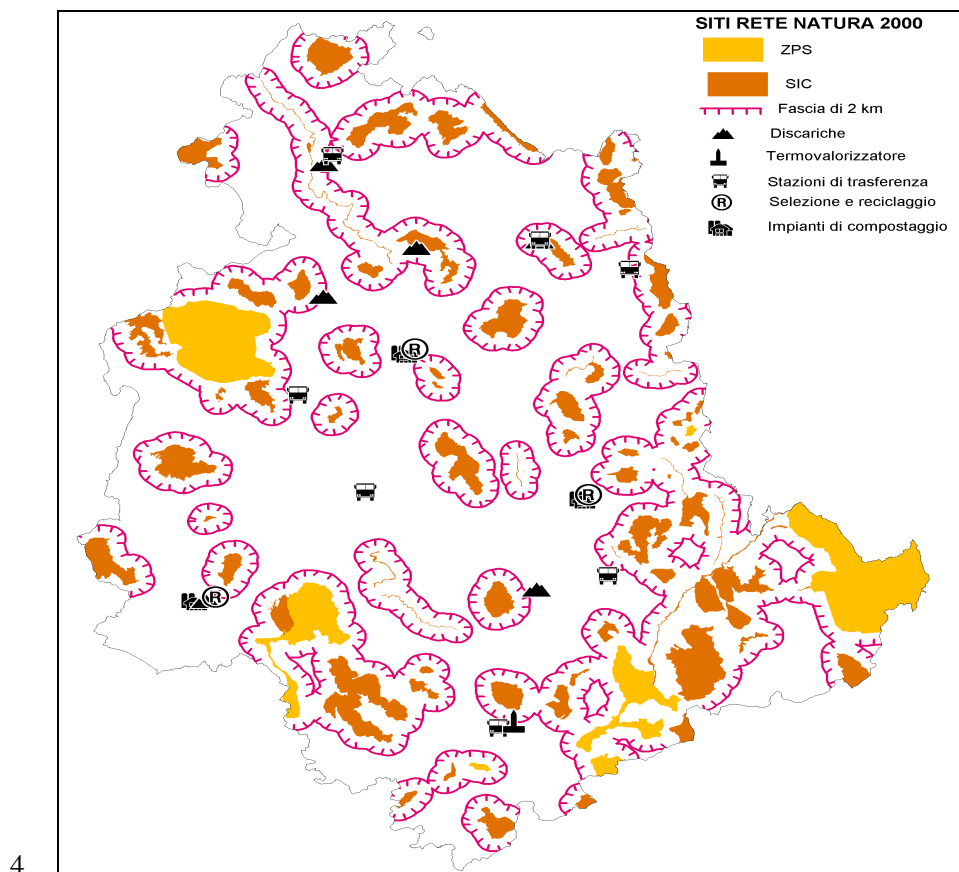 SITI RETE NATURA 2000
ZPS
SIC
Fascia di 2 km
Discariche
Termovalorizzatore
Stazioni di trasferenza
R Selezione e reciclaggio
Impianti di compostaggio
R
R
R
4